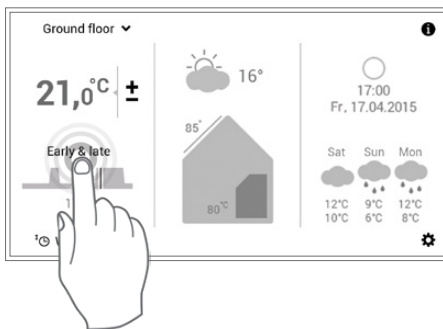 Ground floor
21,0°C ±
Early & late
16°
85°
80°C
17:00
Fr, 17.04.2015
Sat Sun Mon
12°C 9°C 12°C
10°C 6°C 8°C